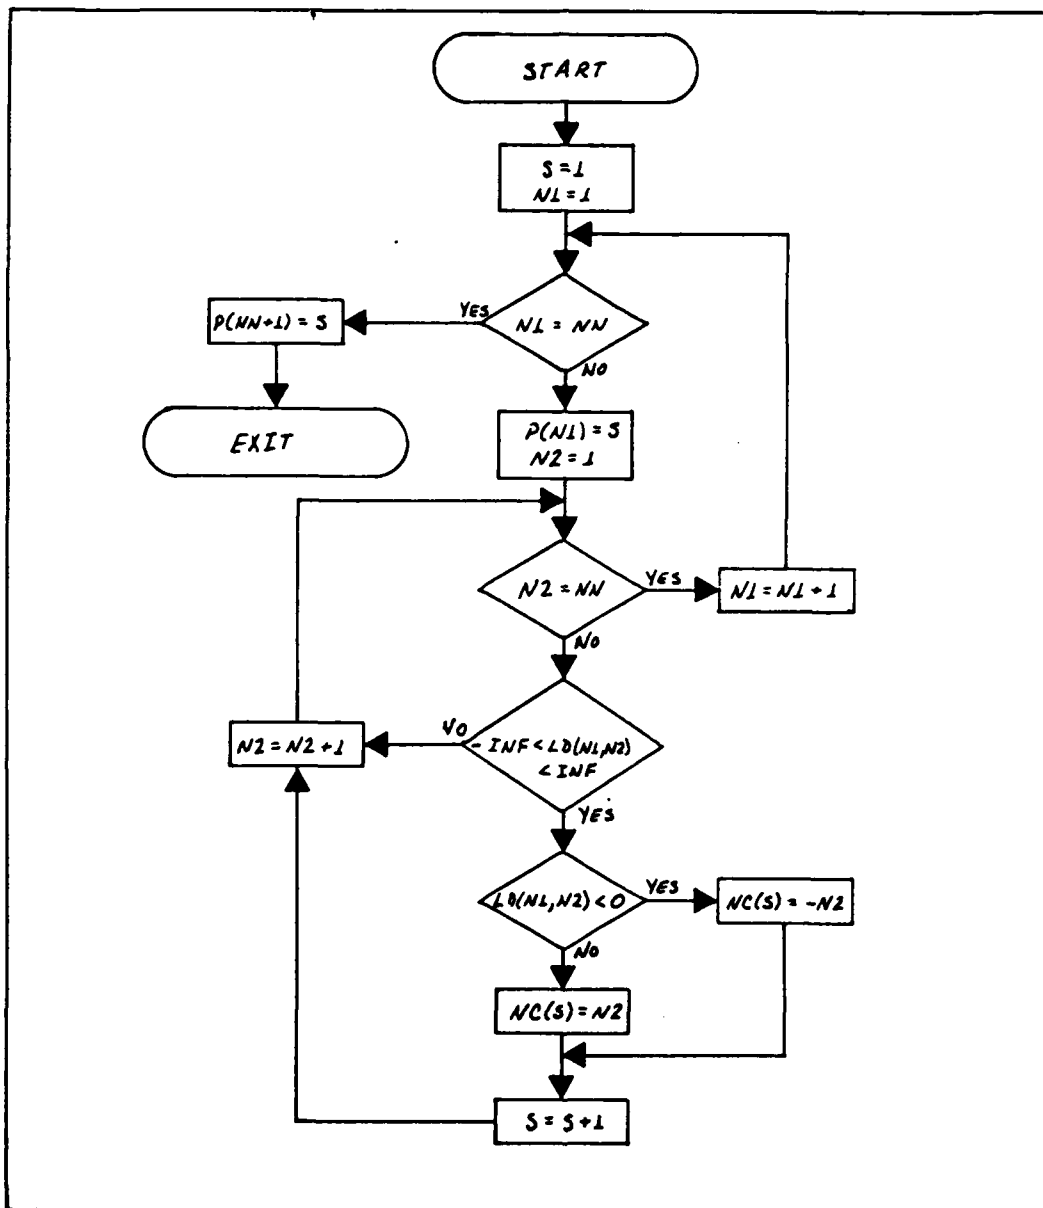 START
S=1
N1=1
N1 = NN
YES
P(NN+1) = S
NO
EXIT
P(N1) = S
N2 = 1
N2 = NN
YES
N1 = N1 + 1
NO
- INF < LD(N1,N2)
< INF
NO
N2 = N2 + 1
YES
LD(N1,N2) < 0
YES
NC(S) = -N2
NO
NC(S) = N2
S = S + 1